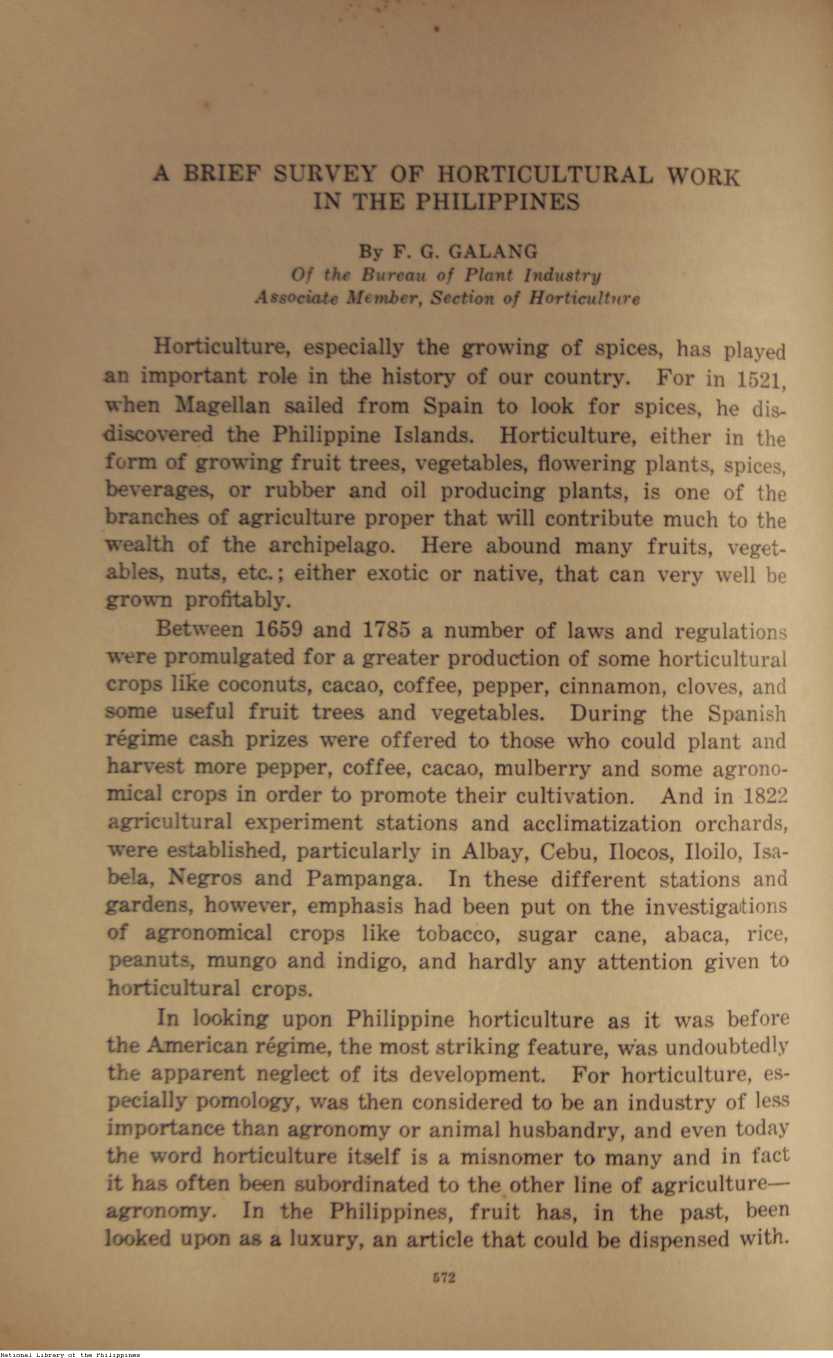 A BRIEF SURVEY OF HORTICULTURAL WORK
IN THE PHILIPPINES
By F. G. GALANG
Of the Bureau of Plant Industry
Associate Member, Section of Horticulture
Horticulture, especially the growing of spices, has played
an important role in the history of our country. For in 1521,
when Magellan sailed from Spain to look for spices, he dis-
discovered the Philippine Islands. Horticulture, either in the
form of growing fruit trees, vegetables, flowering plants, spices,
beverages, or rubber and oil producing plants, is one of the
branches of agriculture proper that will contribute much to the
wealth of the archipelago. Here abound many fruits, veget-
ables, nuts, etc.; either exotic or native, that can very well be
grown profitably.
Between 1659 and 1785 a number of laws and regulations
were promulgated for a greater production of some horticultural
crops like coconuts, cacao, coffee, pepper, cinnamon, cloves, and
some useful fruit trees and vegetables. During the Spanish
régime cash prizes were offered to those who could plant and
harvest more pepper, coffee, cacao, mulberry and some agrono-
mical crops in order to promote their cultivation. And in 1822
agricultural experiment stations and acclimatization orchards,
were established, particularly in Albay, Cebu, Ilocos, Iloilo, Isa-
bela, Negros and Pampanga. In these different stations and
gardens, however, emphasis had been put on the investigations
of agronomical crops like tobacco, sugar cane, abaca, rice,
peanuts, mungo and indigo, and hardly any attention given to
horticultural crops.
In looking upon Philippine horticulture as it was before
the American régime, the most striking feature, was undoubtedly
the apparent neglect of its development. For horticulture, es-
pecially pomology, was then considered to be an industry of less
importance than agronomy or animal husbandry, and even today
the word horticulture itself is a misnomer to many and in fact
it has often been subordinated to the other line of agriculture—
agronomy. In the Philippines, fruit has, in the past, been
looked upon as a luxury, an article that could be dispensed with.
572
National Library of the Philippines